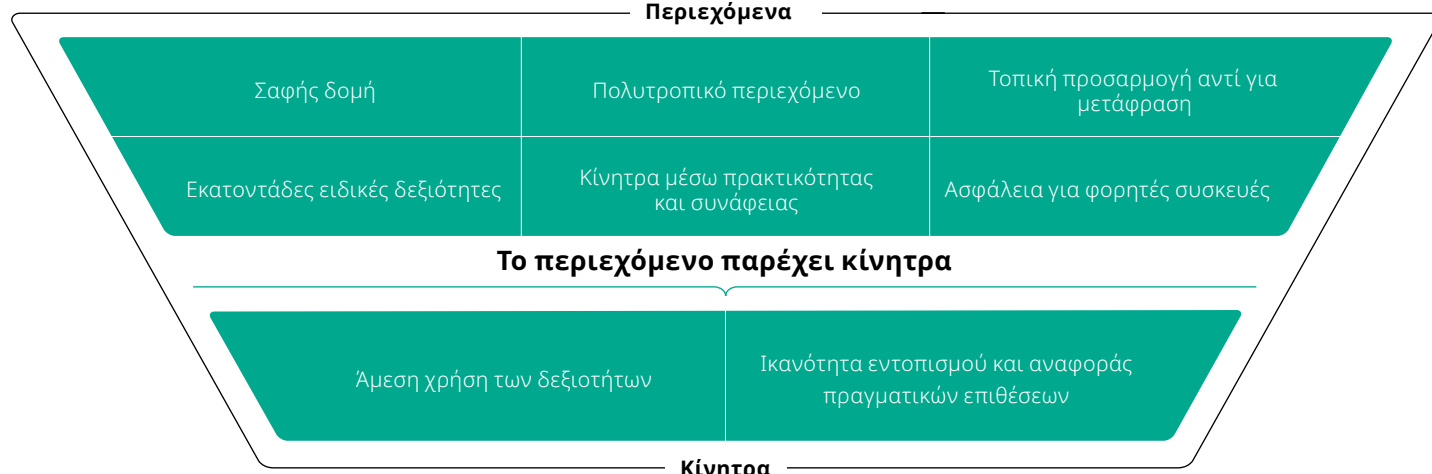 Περιεχόμενα
Σαφής δομή
Πολυτροπικό περιεχόμενο
Τοπική προσαρμογή αντί για
μετάφραση
Εκατοντάδες ειδικές δεξιότητες
Κίνητρα μέσω πρακτικότητας
και συνάφειας
Ασφάλεια για φορητές συσκευές
Το περιεχόμενο παρέχει κίνητρα
Άμεση χρήση των δεξιοτήτων
Ικανότητα εντοπισμού και αναφοράς
πραγματικών επιθέσεων
Κίνητρα